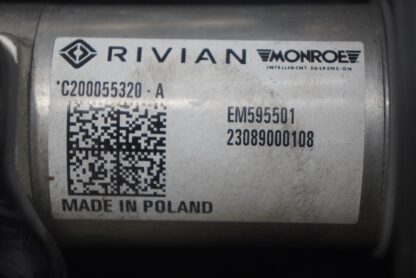 RIVIAN MONROE
INTELLIGENT SUSPENSION
*C200055320 - A
EM595501
23089000108
MADE IN POLAND